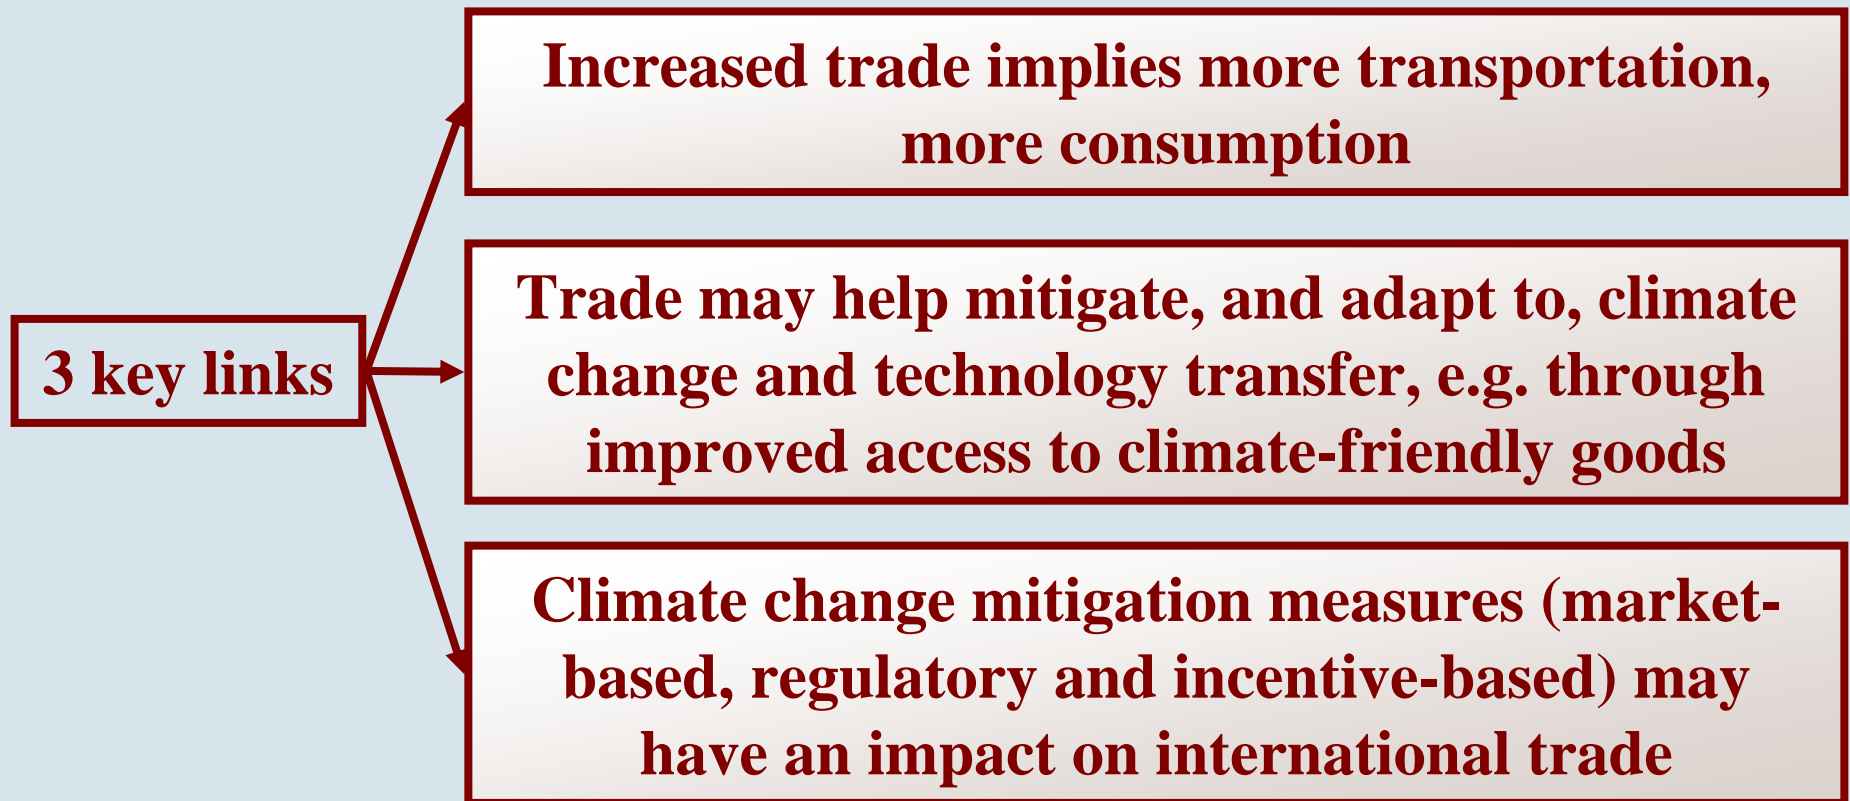 Increased trade implies more transportation,
more consumption
3 key links
Trade may help mitigate, and adapt to, climate
change and technology transfer, e.g. through
improved access to climate-friendly goods
Climate change mitigation measures (market-
based, regulatory and incentive-based) may
have an impact on international trade